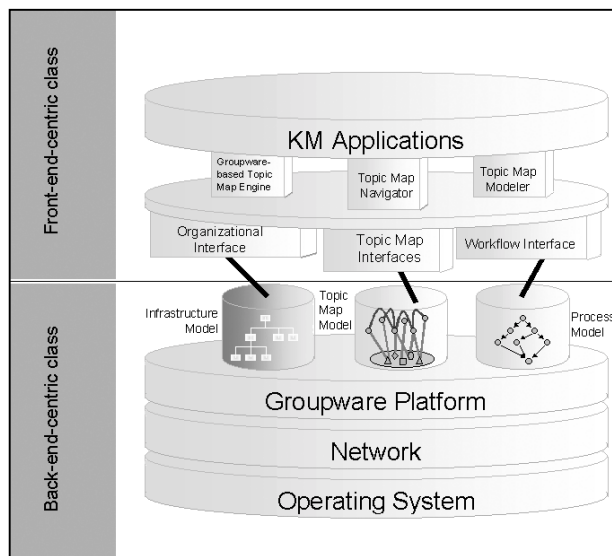 Front-end-centric class
KM Applications
Groupware-
based Topic
Map Engine
Topic Map
Navigator
Topic Map
Modeler
Organizational
Interface
Topic Map
Interfaces
Workflow Interface
Back-end-centric class
Infrastructure
Model
Topic
Map
Model
Process
Model
Groupware Platform
Network
Operating System